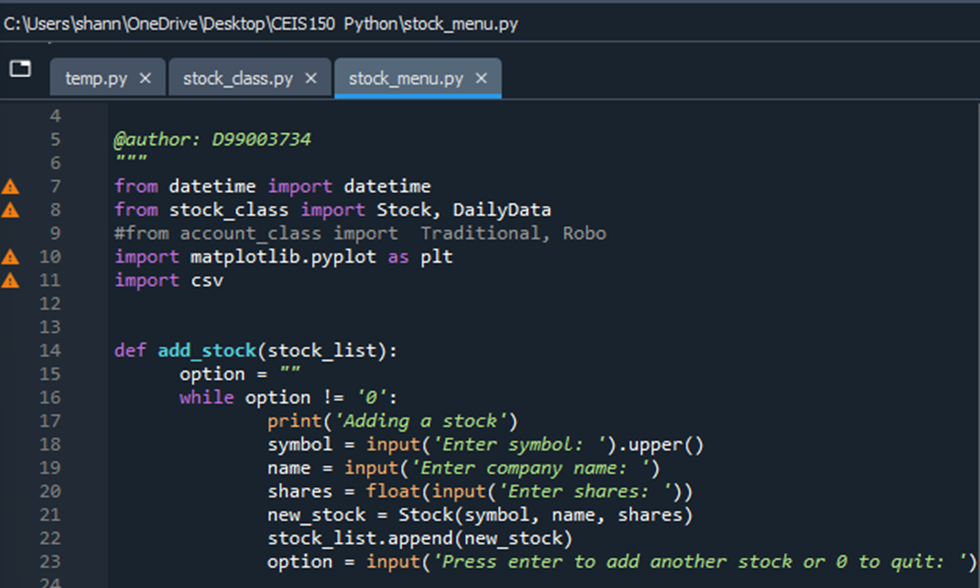 C:\Users\shann\OneDrive\Desktop\CEIS150 Python\stock_menu.py
temp.py × stock_class.py × stock_menu.py ×
4
5 @author: D99003734
6 """
7 from datetime import datetime
8 from stock_class import Stock, DailyData
9 #from account_class import  Traditional, Robo
10 import matplotlib.pyplot as plt
11 import csv
12
13
14 def add_stock(stock_list):
15 option = ""
16 while option != '0':
17 print('Adding a stock')
18 symbol = input('Enter symbol: ').upper()
19 name = input('Enter company name: ')
20 shares = float(input('Enter shares: '))
21 new_stock = Stock(symbol, name, shares)
22 stock_list.append(new_stock)
23 option = input('Press enter to add another stock or 0 to quit: ')
24